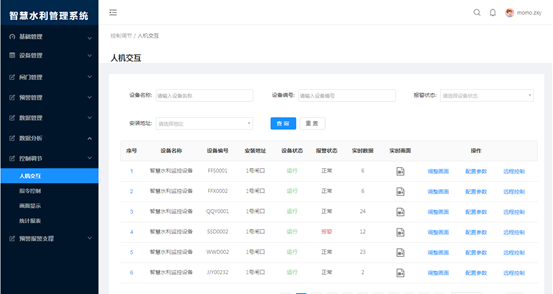 智慧水利管理系统
momo.zxy
基础管理
设备管理
闸门管理
预警管理
数据管理
数据分析
控制调节
人机交互
指令控制
画面显示
统计报表
预警报警支撑
控制调节 / 人机交互
人机交互
设备名称: 请输入设备名称 设备编号: 请输入设备编号 报警状态: 请选择设备状态
安装地址: 请选择地址 查 询 重 置
序号 设备名称 设备编号 安装地址 设备状态 报警状态 实时数据 实时画面 操作
1 智慧水利监控设备 FFS0001 1号闸口 运行 正常 6 调整画面 配置参数 远程控制
2 智慧水利监控设备 FFX0002 1号闸口 运行 正常 6 调整画面 配置参数 远程控制
3 智慧水利监控设备 QQY0001 1号闸口 运行 正常 24 调整画面 配置参数 远程控制
4 智慧水利监控设备 SSD0002 1号闸口 运行 报警 12 调整画面 配置参数 远程控制
5 智慧水利监控设备 WWD002 1号闸口 运行 正常 23 调整画面 配置参数 远程控制
6 智慧水利监控设备 JJY00232 1号闸口 运行 正常 2 调整画面 配置参数 远程控制